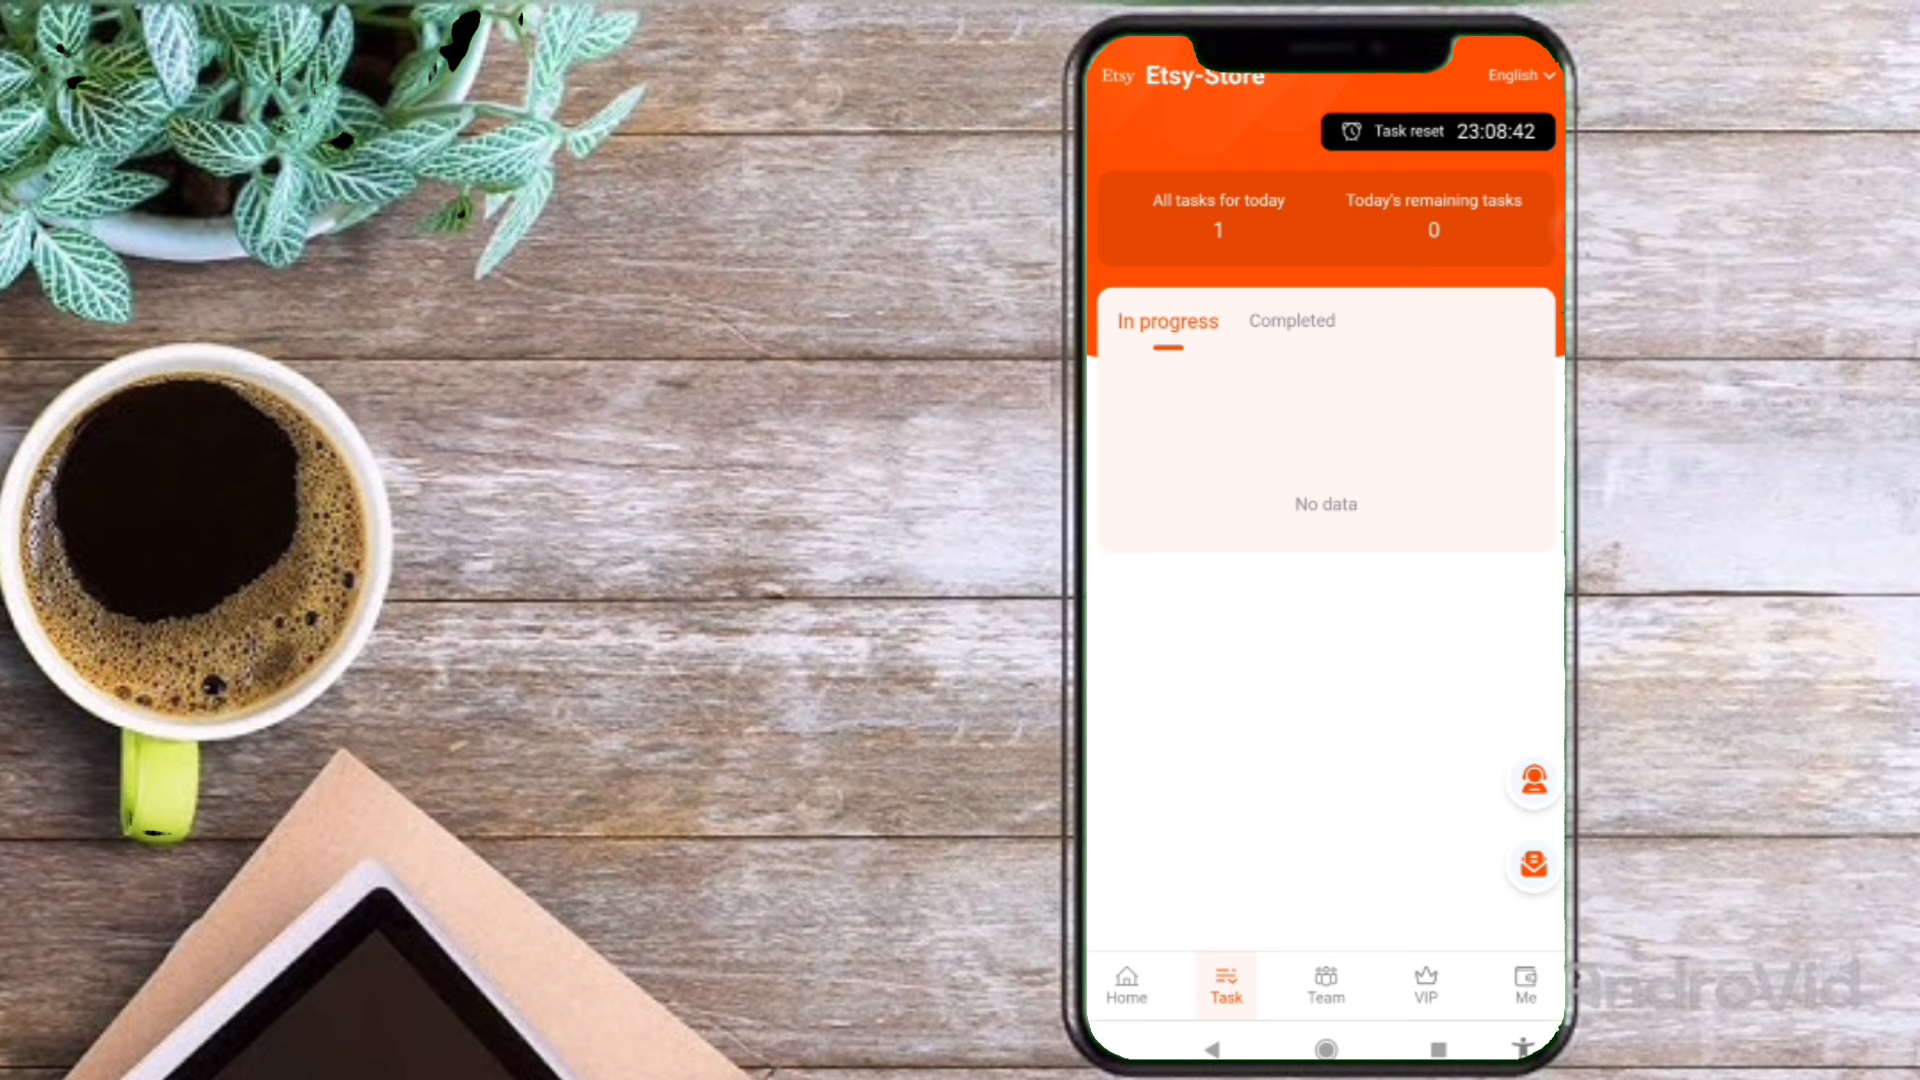 Etsy Etsy-Store English
Task reset 23:08:42
All tasks for today Today's remaining tasks
1 0
In progress Completed
No data
Home Task Team VIP Me
AndroVid